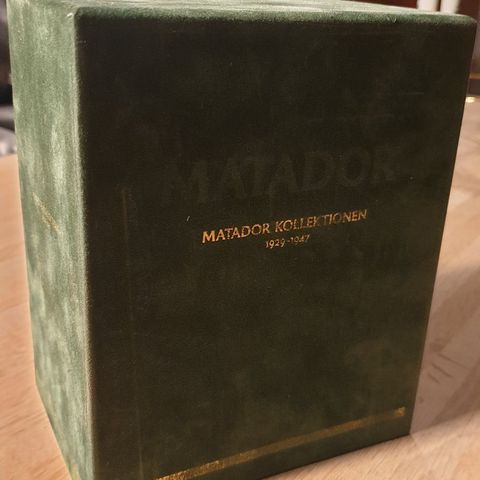 MATADOR
MATADOR KOLLEKTIONEN
1929-1947